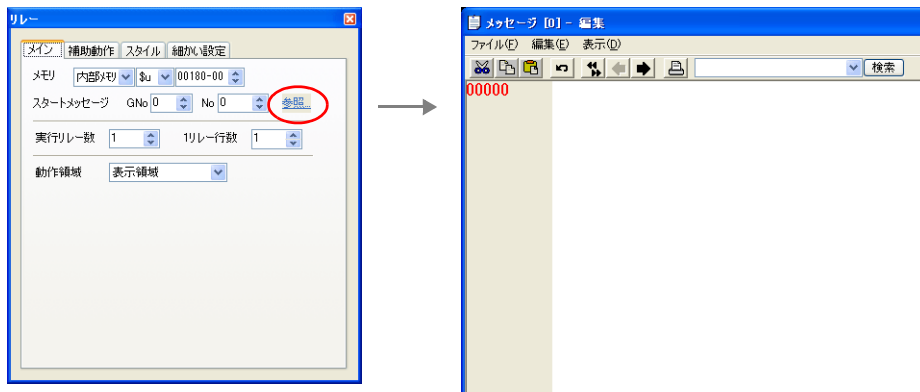 リレー
メイン 補助動作 スタイル 細かい設定
メモリ 内部メモリ $u 00180-00
スタートメッセージ GNo 0 No 0 参照...
実行リレー数 1 1リレー行数 1
動作領域 表示領域
メッセージ [0] - 編集
ファイル(F) 編集(E) 表示(D)
検索
00000